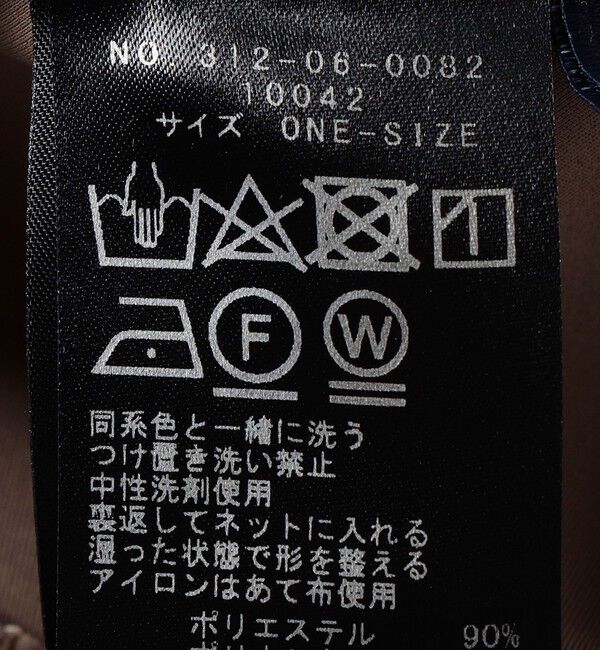 NO 312-06-0082
10042
サイズ ONE-SIZE
F
W
同系色と一緒に洗う
つけ置き洗い禁止
中性洗剤使用
裏返してネットに入れる
湿った状態で形を整える
アイロンはあて布使用
ポリエステル 90%